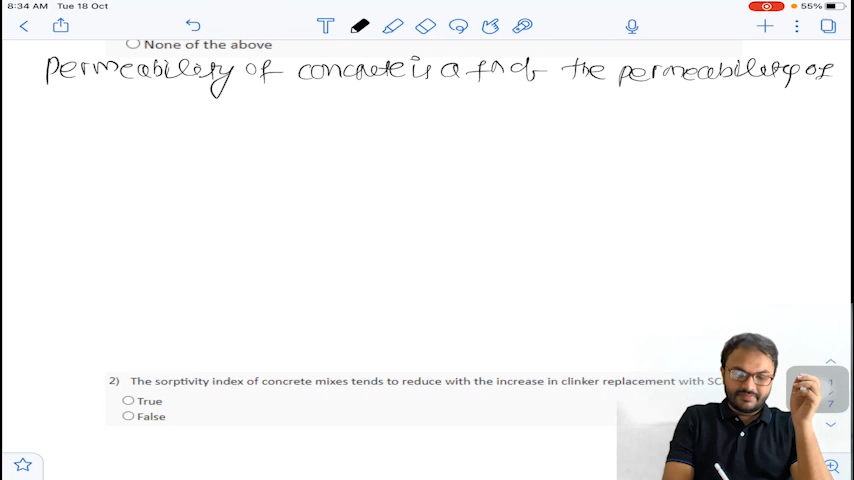 8:34 AM Tue 18 Oct
55%
None of the above
permeability of concrete is a fn of the permeability of
2) The sorptivity index of concrete mixes tends to reduce with the increase in clinker replacement with
True
False
1
7